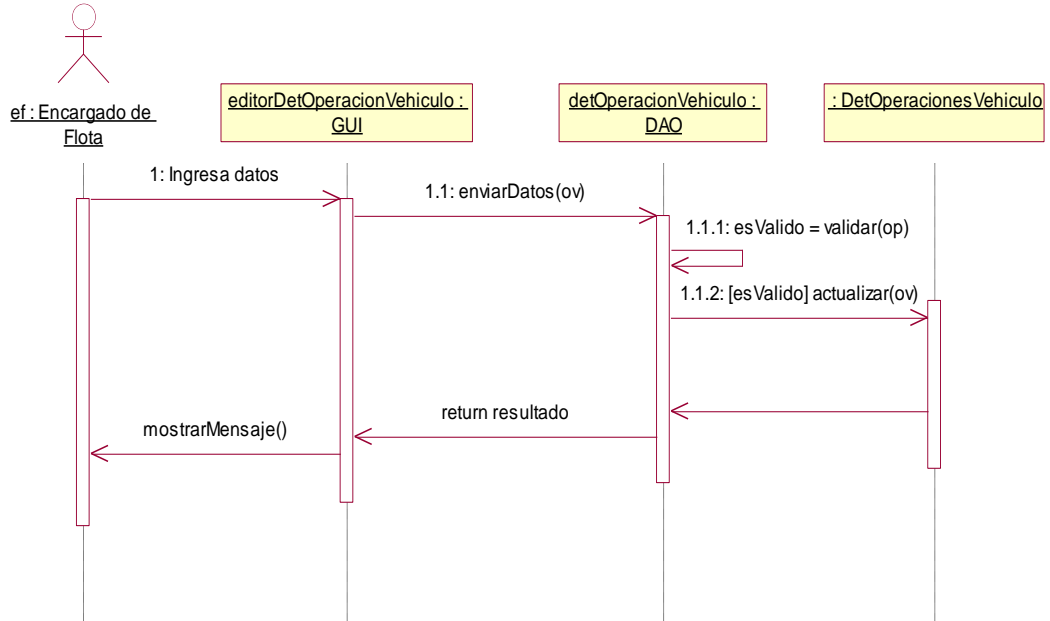 ef : Encargado de
Flota
editorDetOperacionVehiculo :
GUI
detOperacionVehiculo :
DAO
: DetOperacionesVehiculo
1: Ingresa datos
1.1: enviarDatos(ov)
1.1.1: esValido = validar(op)
1.1.2: [esValido] actualizar(ov)
return resultado
mostrarMensaje()